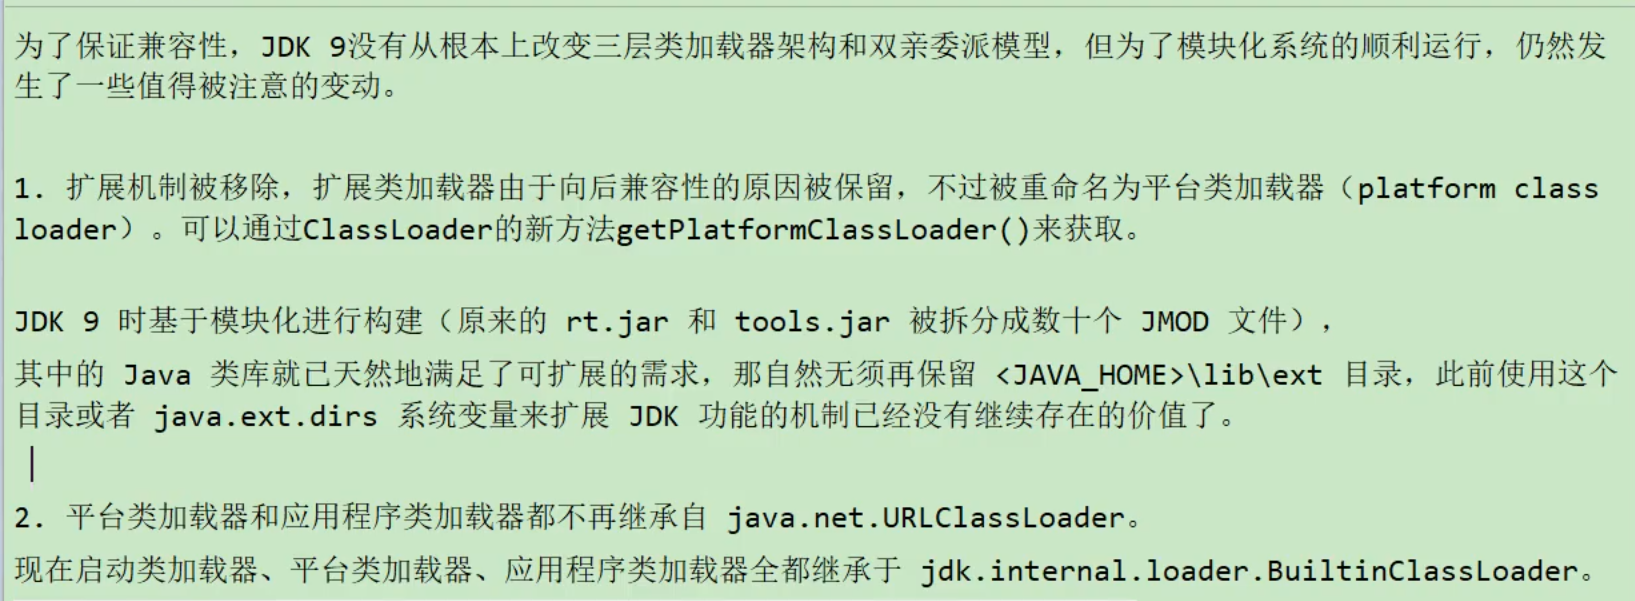 为了保证兼容性，JDK 9没有从根本上改变三层类加载器架构和双亲委派模型，但为了模块化系统的顺利运行，仍然发
生了一些值得被注意的变动。
1. 扩展机制被移除，扩展类加载器由于向后兼容性的原因被保留，不过被重命名为平台类加载器（platform class
loader）。可以通过ClassLoader的新方法getPlatformClassLoader()来获取。
JDK 9 时基于模块化进行构建（原来的 rt.jar 和 tools.jar 被拆分成数十个 JMOD 文件），
其中的 Java 类库就已天然地满足了可扩展的需求，那自然无须再保留 <JAVA_HOME>\lib\ext 目录，此前使用这个
目录或者 java.ext.dirs 系统变量来扩展 JDK 功能的机制已经没有继续存在的价值了。
2. 平台类加载器和应用程序类加载器都不再继承自 java.net.URLClassLoader。
现在启动类加载器、平台类加载器、应用程序类加载器全都继承于 jdk.internal.loader.BuiltinClassLoader。